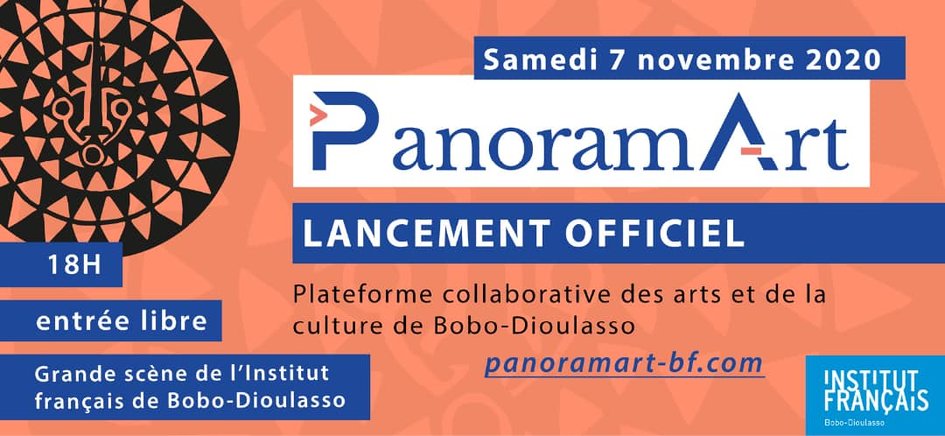 Samedi 7 novembre 2020
PanoramArt
LANCEMENT OFFICIEL
Plateforme collaborative des arts et de la
culture de Bobo-Dioulasso
panoramart-bf.com
18H
entrée libre
Grande scène de l’Institut
français de Bobo-Dioulasso
INSTITUT
FRANÇAIS
Bobo-Dioulasso